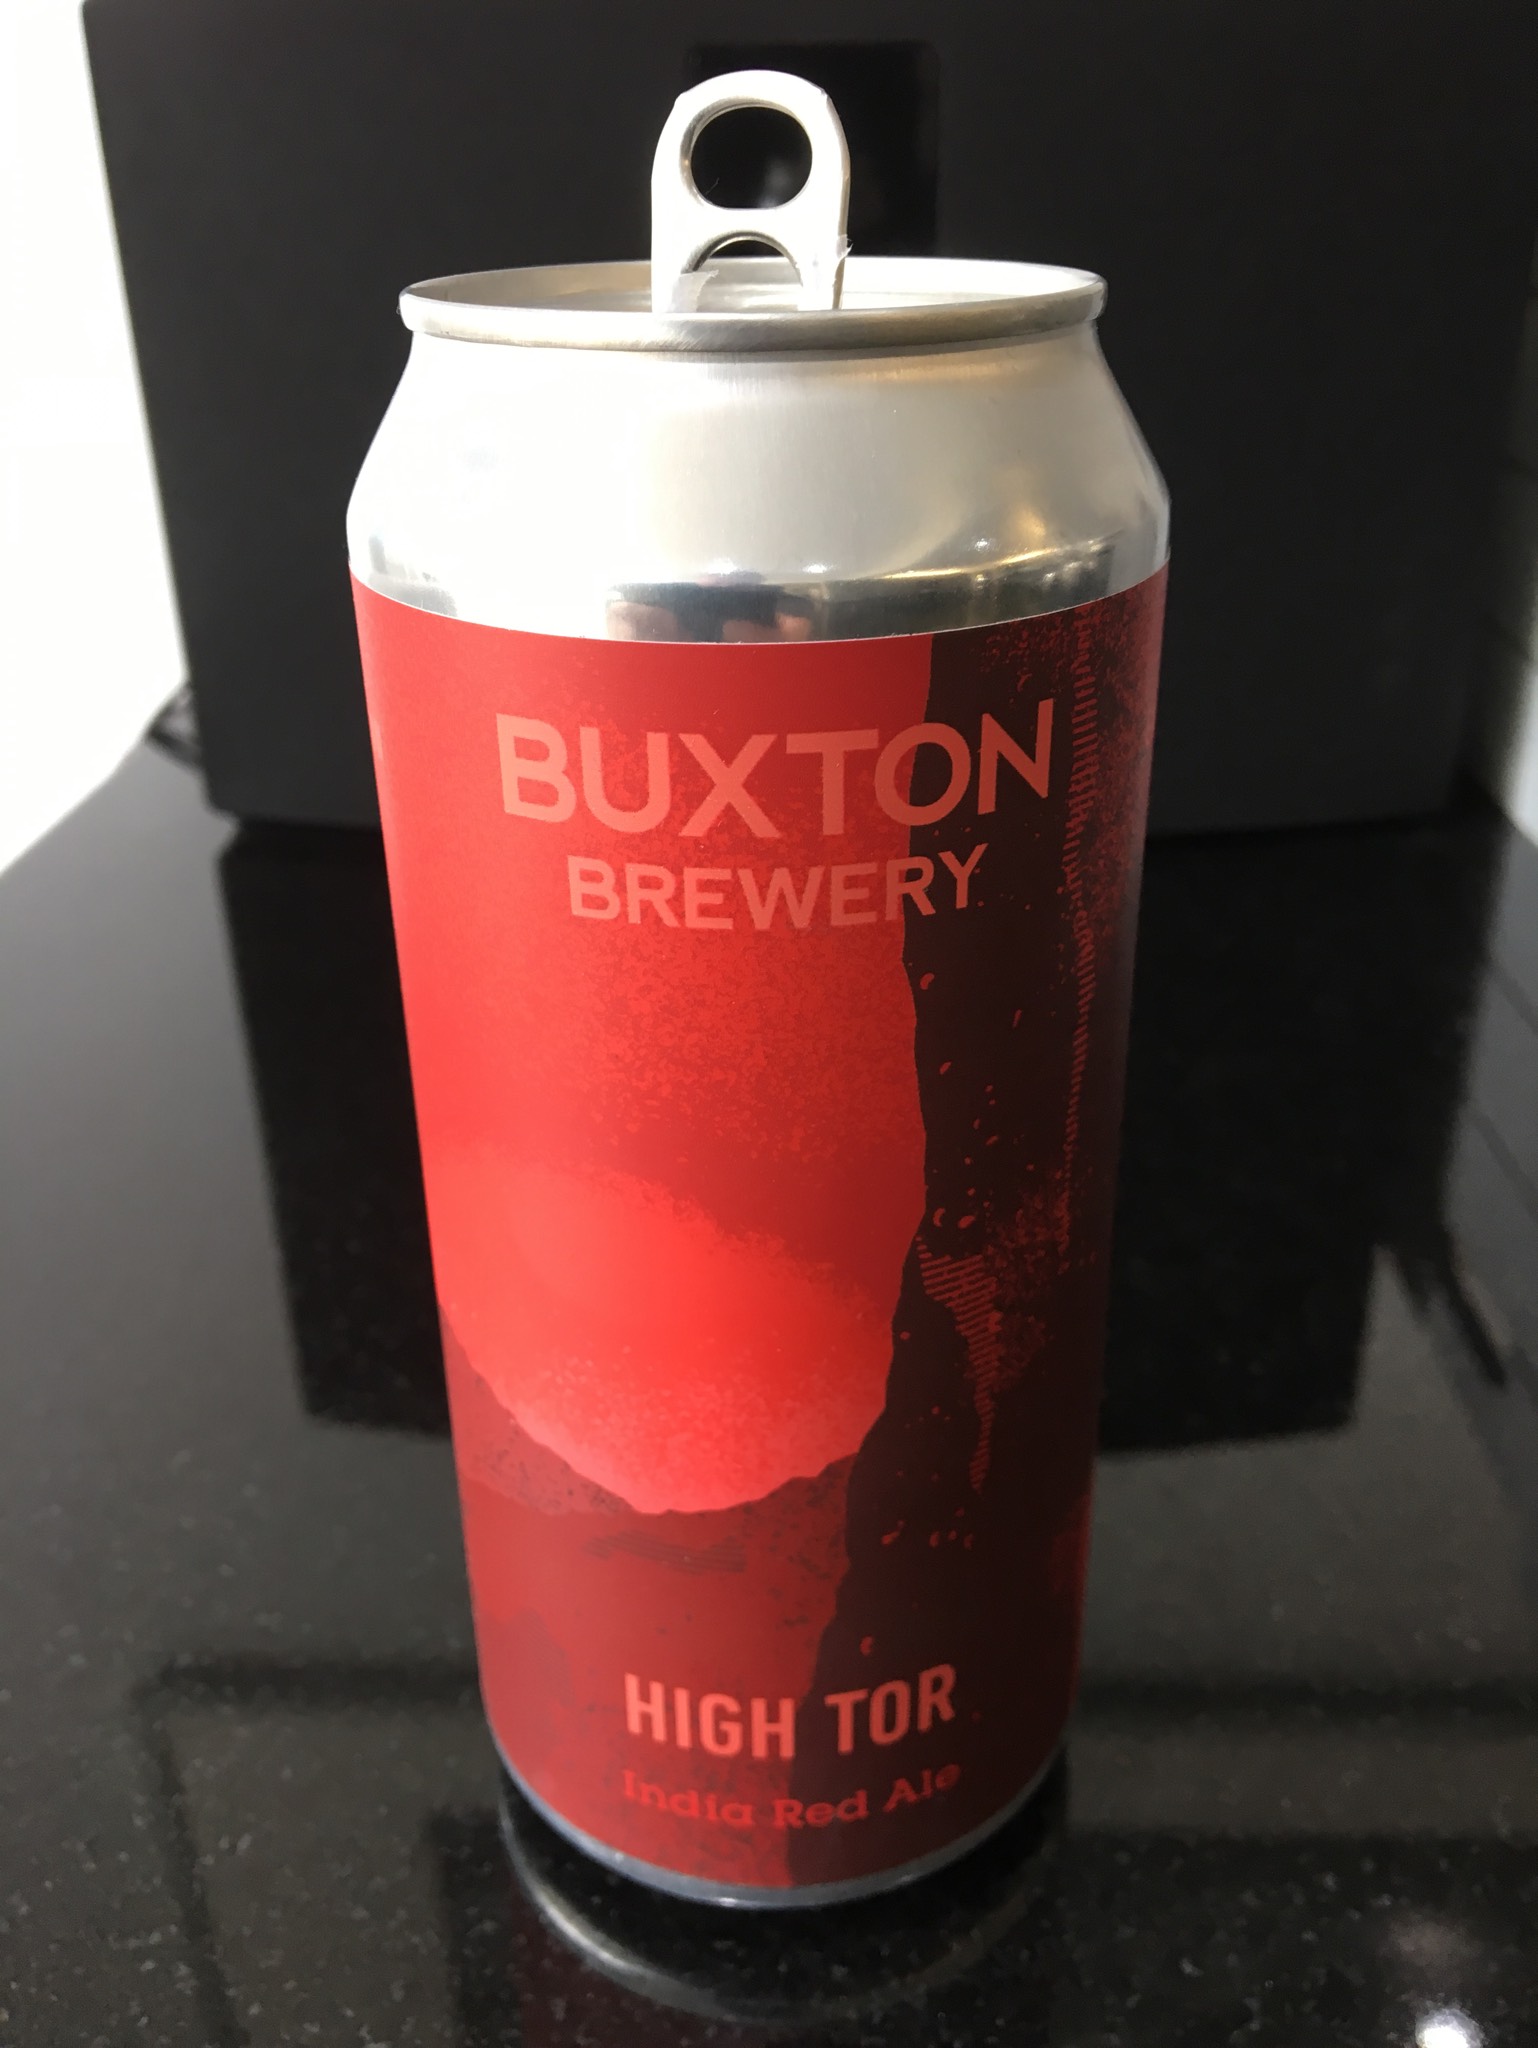 BUXTON
BREWERY
HIGH TOR
India Red Ale